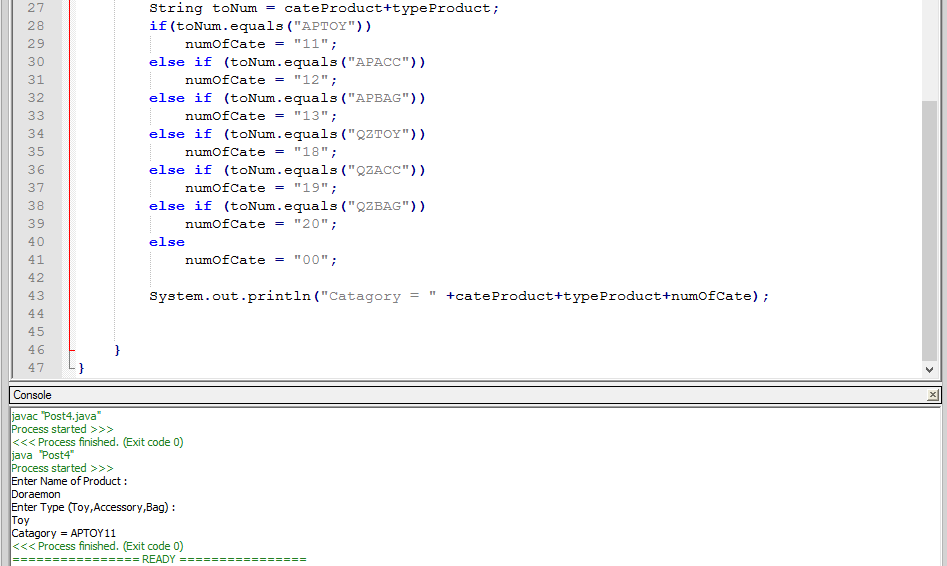 27 String toNum = cateProduct+typeProduct;
28 if(toNum.equals("APTOY"))
29 numOfCate = "11";
30 else if (toNum.equals("APACC"))
31 numOfCate = "12";
32 else if (toNum.equals("APBAG"))
33 numOfCate = "13";
34 else if (toNum.equals("QZTOY"))
35 numOfCate = "18";
36 else if (toNum.equals("QZACC"))
37 numOfCate = "19";
38 else if (toNum.equals("QZBAG"))
39 numOfCate = "20";
40 else
41 numOfCate = "00";
42
43 System.out.println("Catagory = " +cateProduct+typeProduct+numOfCate);
44
45
46 }
47 }
Console
javac "Post4.java"
Process started >>>
<<< Process finished. (Exit code 0)
java "Post4"
Process started >>>
Enter Name of Product :
Doraemon
Enter Type (Toy,Accessory,Bag) :
Toy
Catagory = APTOY11
<<< Process finished. (Exit code 0)
================ READY ================